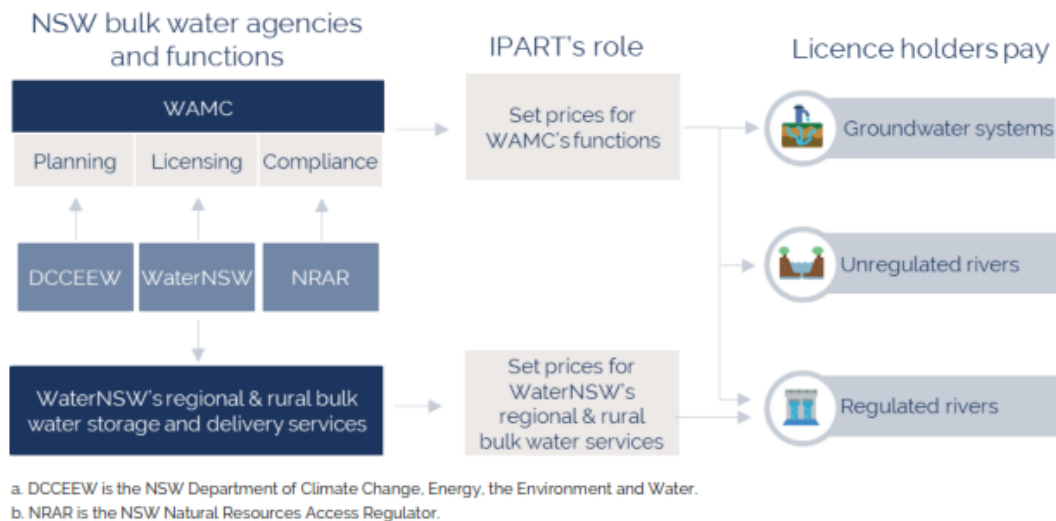 NSW bulk water agencies
and functions
IPART's role
Licence holders pay
WAMC
Planning
Licensing
Compliance
DCCEEW
WaterNSW
NRAR
WaterNSW's regional & rural bulk
water storage and delivery services
Set prices for
WAMC's functions
Set prices for
WaterNSW's
regional & rural
bulk water services
Groundwater systems
Unregulated rivers
Regulated rivers
a. DCCEEW is the NSW Department of Climate Change, Energy, the Environment and Water.
b. NRAR is the NSW Natural Resources Access Regulator.